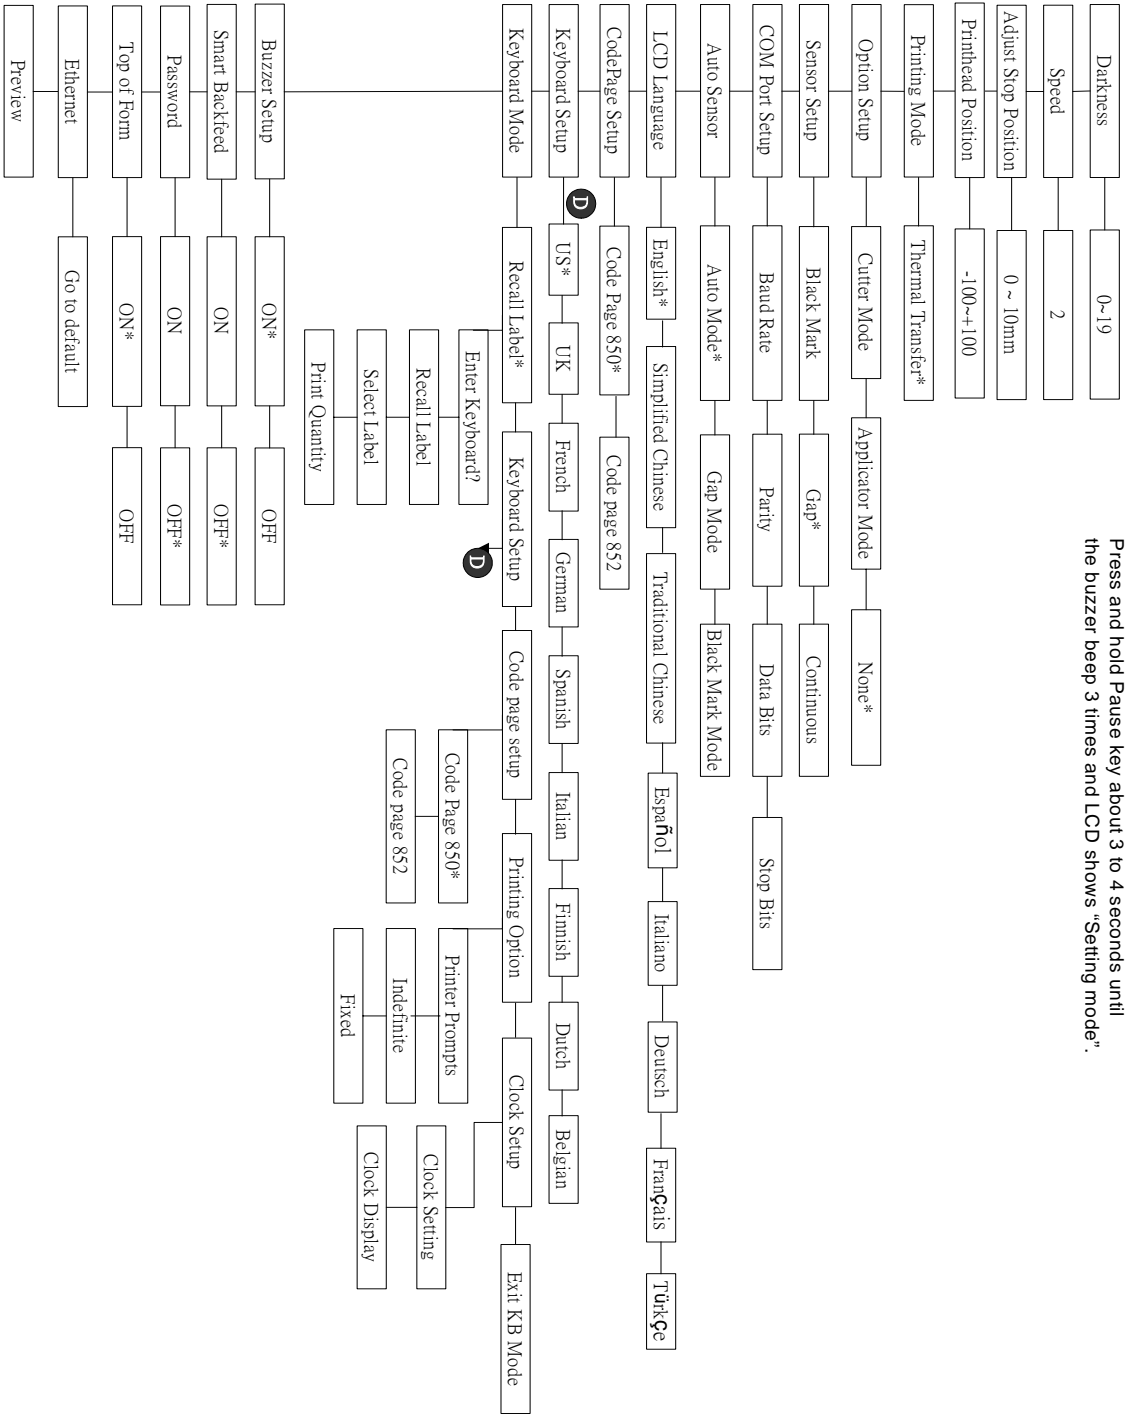 Press and hold Pause key about 3 to 4 seconds until
the buzzer beep 3 times and LCD shows “Setting mode”.
Darkness
0~19
Speed
2
Adjust Stop Position
0 ~ 10mm
Printhead Position
-100~+100
Printing Mode
Thermal Transfer*
Option Setup
Cutter Mode
Applicator Mode
None*
Sensor Setup
Black Mark
Gap*
Continuous
COM Port Setup
Baud Rate
Parity
Data Bits
Stop Bits
Auto Sensor
Auto Mode*
Gap Mode
Black Mark Mode
LCD Language
English*
Simplified Chinese
Traditional Chinese
Español
Italiano
Deutsch
Français
Türkçe
CodePage Setup
Code Page 850*
Code page 852
Keyboard Setup
D
US*
UK
French
German
Spanish
Italian
Finnish
Dutch
Belgian
Keyboard Mode
Recall Label*
Keyboard Setup
Code page setup
Printing Option
Clock Setup
Exit KB Mode
Enter Keyboard?
Recall Label
Select Label
Print Quantity
D
Code Page 850*
Code page 852
Printer Prompts
Indefinite
Fixed
Clock Setting
Clock Display
Buzzer Setup
ON*
OFF
Smart Backfeed
ON
OFF*
Password
ON
OFF*
Top of Form
ON*
OFF
Ethernet
Go to default
Preview